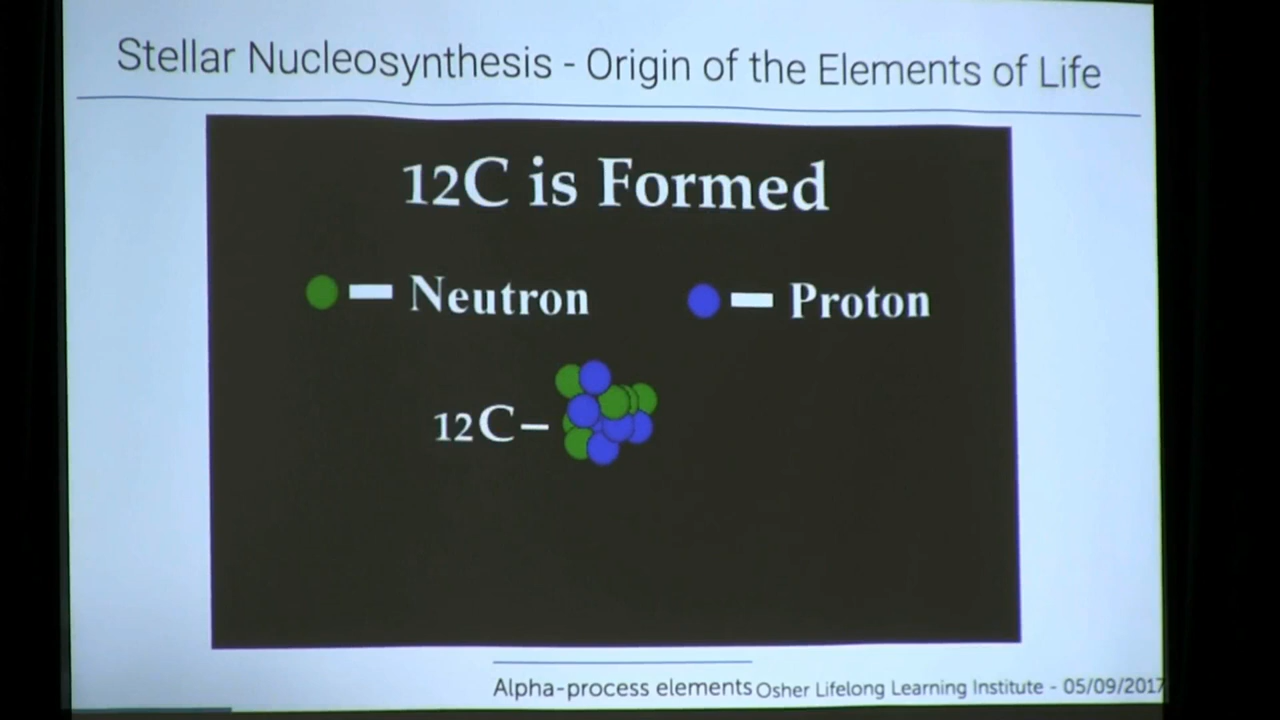 Stellar Nucleosynthesis - Origin of the Elements of Life
12C is Formed
– Neutron – Proton
12C–
Alpha-process elements Osher Lifelong Learning Institute - 05/09/2017